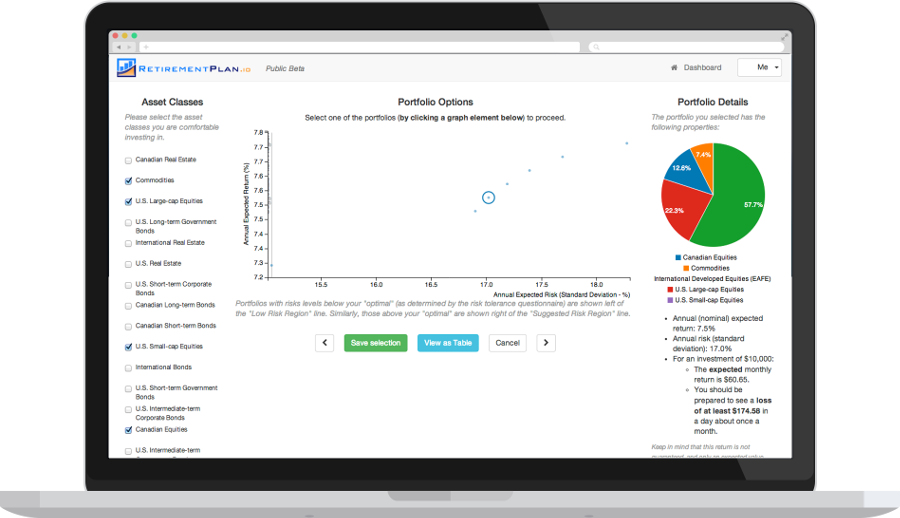 RETIREMENTPLAN.IO
Public Beta
Dashboard
Me
Asset Classes
Please select the asset
classes you are comfortable
investing in.
Canadian Real Estate
Commodities
U.S. Large-cap Equities
U.S. Long-term Government
Bonds
International Real Estate
U.S. Real Estate
U.S. Short-term Corporate
Bonds
Canadian Long-term Bonds
Canadian Short-term Bonds
U.S. Small-cap Equities
International Bonds
U.S. Short-term Government
Bonds
U.S. Intermediate-term
Corporate Bonds
Canadian Equities
U.S. Intermediate-term
Portfolio Options
Select one of the portfolios (by clicking a graph element below) to proceed.
Annual Expected Return (%)
7.8
7.7
7.7
7.6
7.6
7.5
7.5
7.4
7.4
7.3
7.2
15.5
16.0
16.5
17.0
17.5
18.0
Annual Expected Risk (Standard Deviation - %)
Portfolios with risks levels below your "optimal" (as determined by the risk tolerance questionnaire) are shown left of
the "Low Risk Region" line. Similarly, those above your "optimal" are shown right of the "Suggested Risk Region" line.
Save selection
View as Table
Cancel
Portfolio Details
The portfolio you selected has the
following properties:
7.4%
12.6%
22.3%
57.7%
Canadian Equities
Commodities
International Developed Equities (EAFE)
U.S. Large-cap Equities
U.S. Small-cap Equities
Annual (nominal) expected
return: 7.5%
Annual risk (standard
deviation): 17.0%
For an investment of $10,000:
The expected monthly
return is $60.65.
You should be
prepared to see a loss
of at least $174.58 in
a day about once a
month.
Keep in mind that this return is not